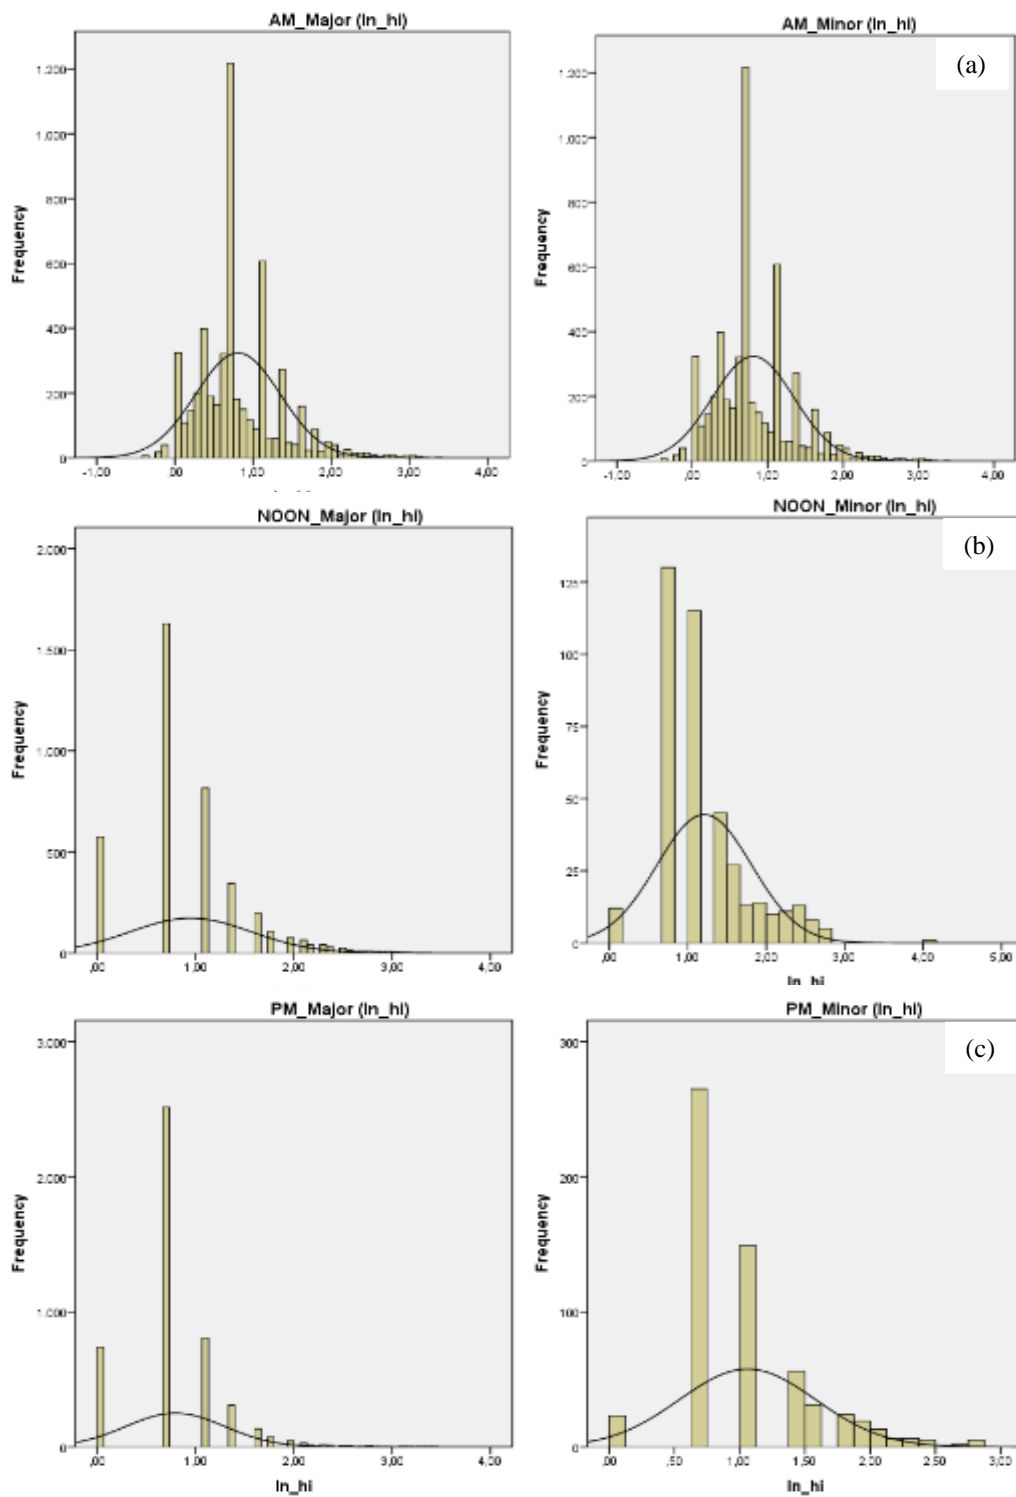 AM_Major (ln_hi)
Frequency
1.200
1.000
800
600
400
200
0
-1,00 ,00 1,00 2,00 3,00 4,00
AM_Minor (ln_hi)
(a)
Frequency
1.200
1.000
800
600
400
200
0
-1,00 ,00 1,00 2,00 3,00 4,00
NOON_Major (ln_hi)
Frequency
2.000
1.500
1.000
500
0
,00 1,00 2,00 3,00 4,00
NOON_Minor (ln_hi)
(b)
Frequency
125
100
75
50
25
0
,00 1,00 2,00 3,00 4,00 5,00
ln_hi
PM_Major (ln_hi)
Frequency
3.000
2.000
1.000
0
,00 1,00 2,00 3,00 4,00
ln_hi
PM_Minor (ln_hi)
(c)
Frequency
300
200
100
0
,00 ,50 1,00 1,50 2,00 2,50 3,00
ln_hi